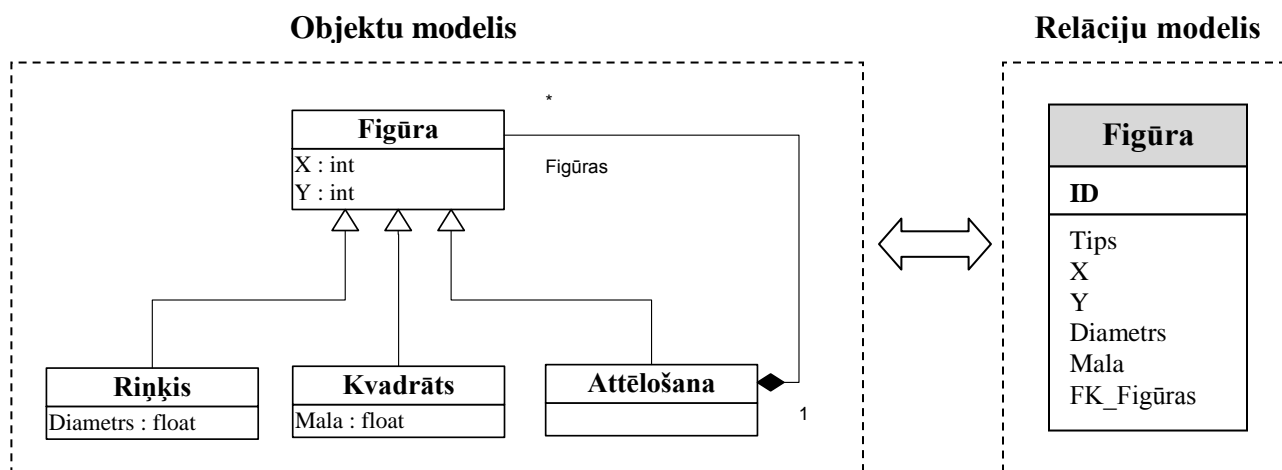 Objektu modelis
Relāciju modelis
*
Figūra
X : int
Y : int
Figūras
Riņķis
Diametrs : float
Kvadrāts
Mala : float
Attēlošana
1
Figūra
ID
Tips
X
Y
Diametrs
Mala
FK_Figūras